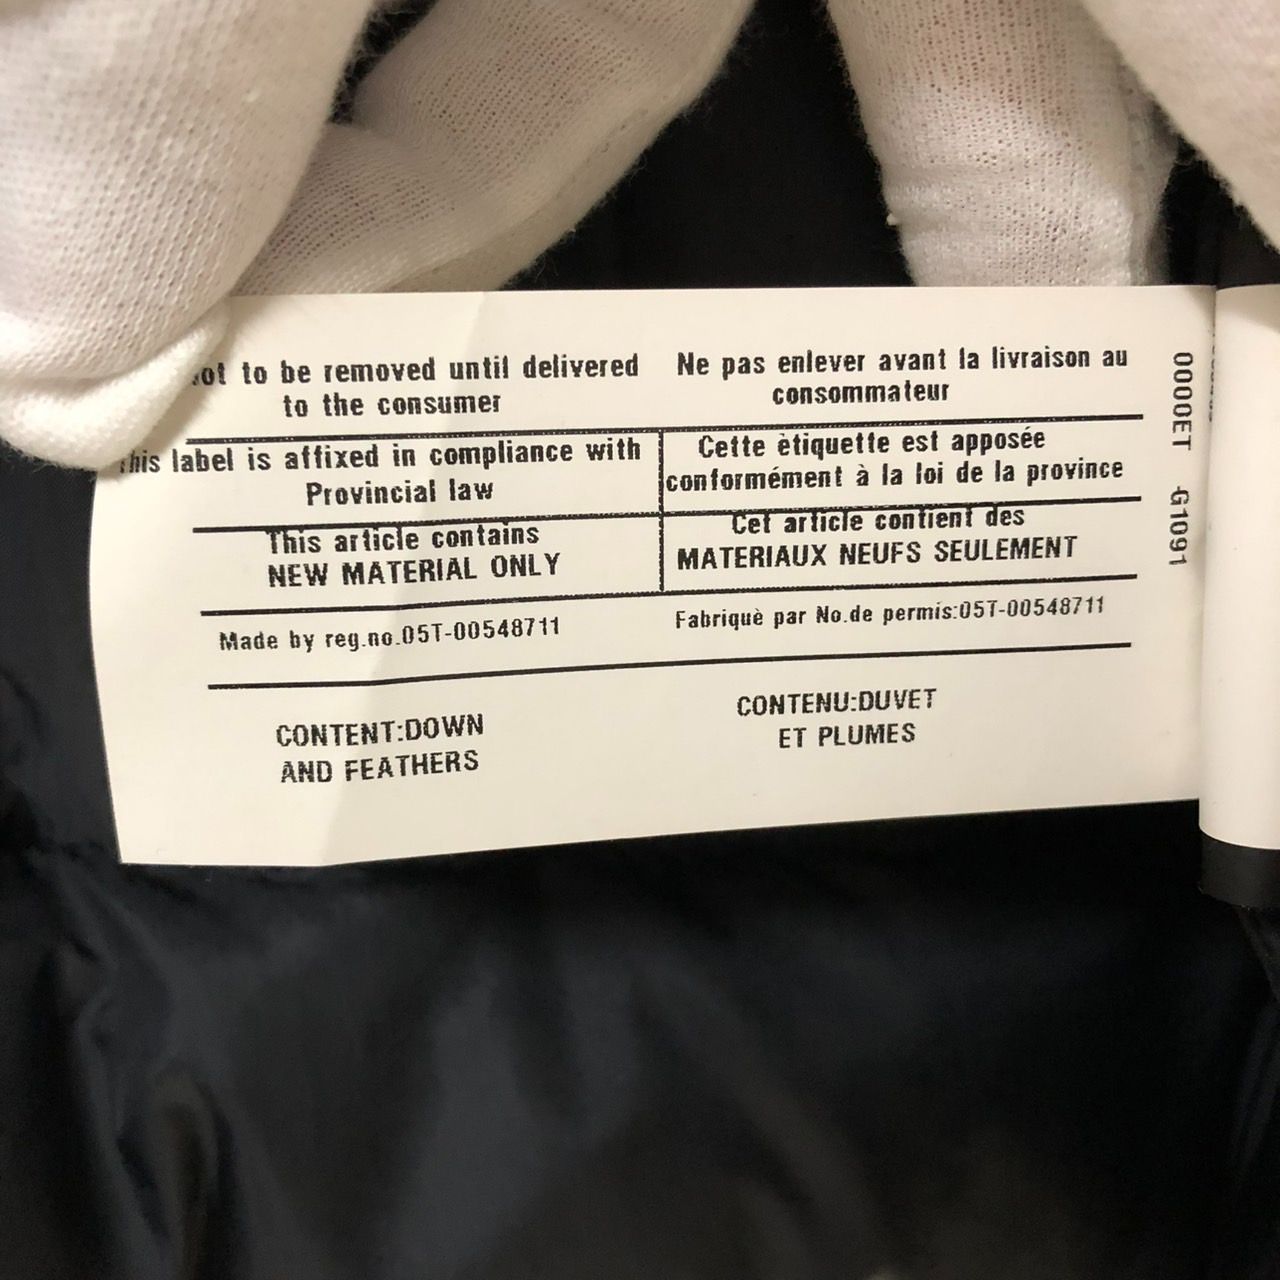 to be removed until delivered
to the consumer
Ne pas enlever avant la livraison au
consommateur
label is affixed in compliance with
Provincial law
Cette ètiquette est apposée
conformément à la loi de la province
This article contains
NEW MATERIAL ONLY
Cet article contient des
MATERIAUX NEUFS SEULEMENT
Made by reg.no.05T-00548711
Fabriquè par No.de permis:05T-00548711
CONTENT:DOWN
AND FEATHERS
CONTENU:DUVET
ET PLUMES
0000ET G1091